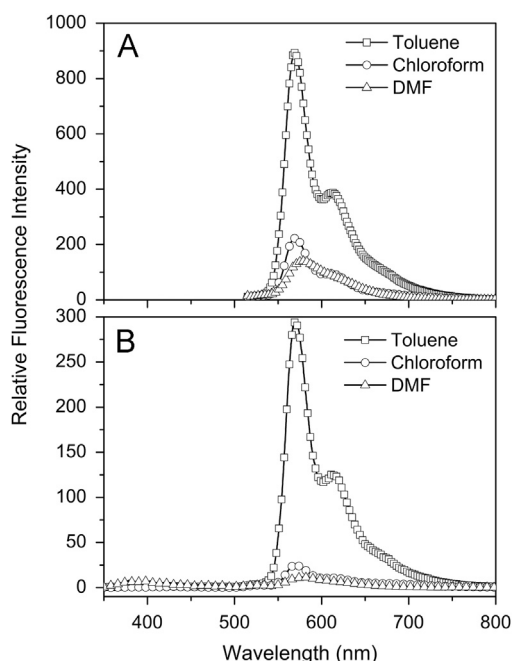 Relative Fluorescence Intensity
A
Toluene
Chloroform
DMF
1000
800
600
400
200
0
B
Toluene
Chloroform
DMF
300
250
200
150
100
50
0
400
500
600
700
800
Wavelength (nm)